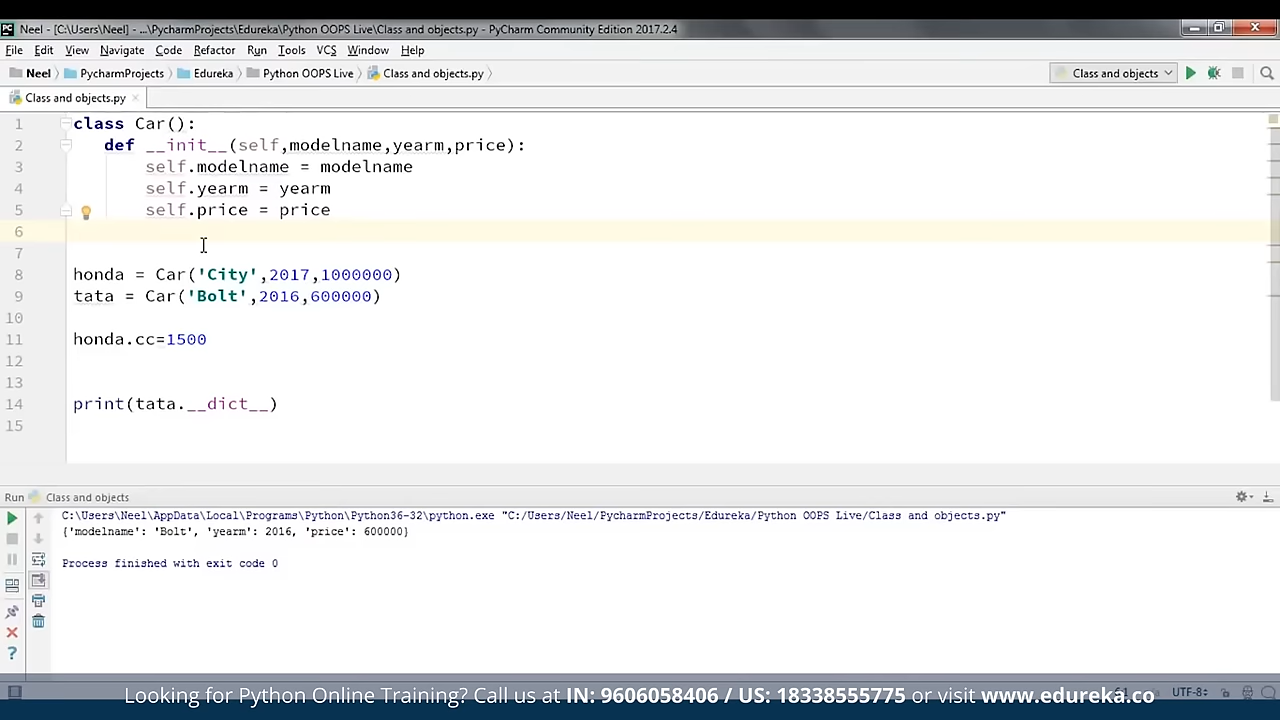 Neel - [C:\Users\Neel] - ...\PycharmProjects\Edureka\Python OOPS Live\Class and objects.py - PyCharm Community Edition 2017.2.4
File Edit View Navigate Code Refactor Run Tools VCS Window Help
Neel PycharmProjects Edureka Python OOPS Live Class and objects.py Class and objects
Class and objects.py
1 class Car():
2 def __init__(self,modelname,yearm,price):
3 self.modelname = modelname
4 self.yearm = yearm
5 self.price = price
6
7
8 honda = Car('City',2017,1000000)
9 tata = Car('Bolt',2016,600000)
10
11 honda.cc=1500
12
13
14 print(tata.__dict__)
15
Run Class and objects
C:\Users\Neel\AppData\Local\Programs\Python\Python36-32\python.exe "C:/Users/Neel/PycharmProjects/Edureka/Python OOPS Live/Class and objects.py"
{'modelname': 'Bolt', 'yearm': 2016, 'price': 600000}
Process finished with exit code 0
Looking for Python Online Training? Call us at IN: 9606058406 / US: 18338555775 or visit www.edureka.co
UTF-8